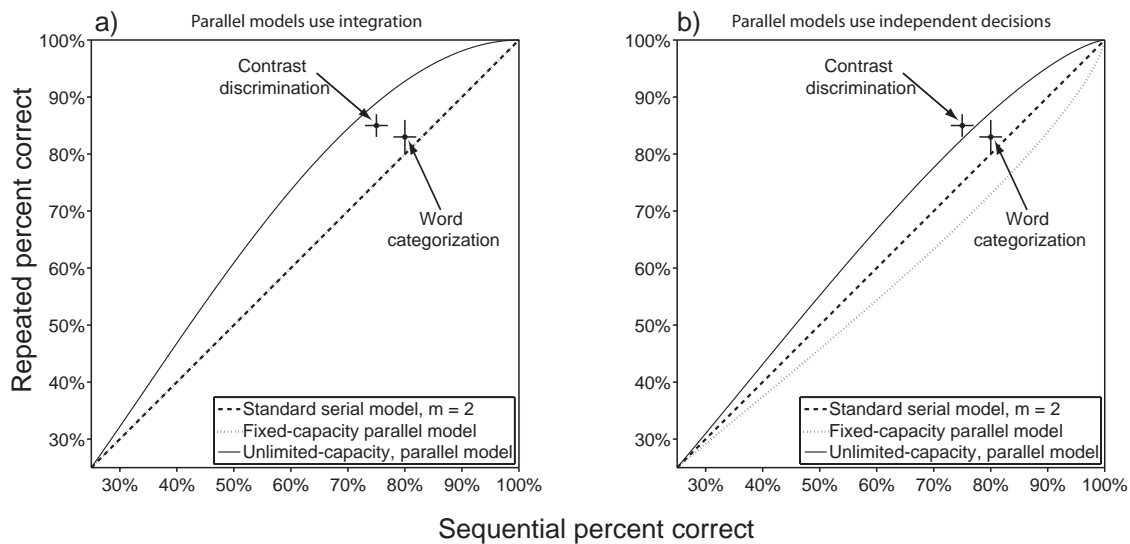 a)
Parallel models use integration
100%
90%
80%
70%
60%
50%
40%
30%
Contrast
discrimination
Word
categorization
Standard serial model, m = 2
Fixed-capacity parallel model
Unlimited-capacity, parallel model
30% 40% 50% 60% 70% 80% 90% 100%
b)
Parallel models use independent decisions
100%
90%
80%
70%
60%
50%
40%
30%
Contrast
discrimination
Word
categorization
Standard serial model, m = 2
Fixed-capacity parallel model
Unlimited-capacity, parallel model
30% 40% 50% 60% 70% 80% 90% 100%
Repeated percent correct
Sequential percent correct